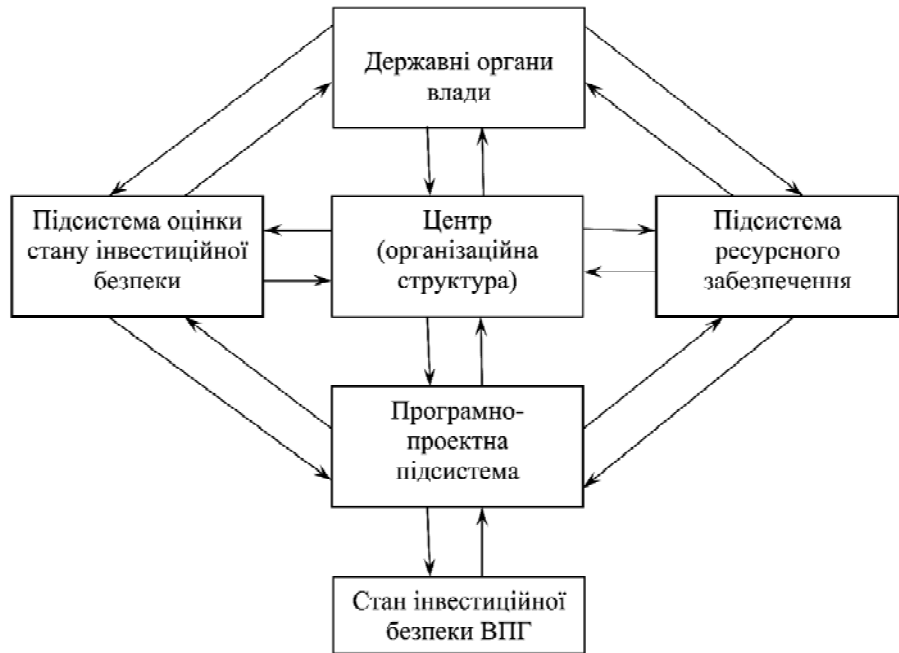 Державні органи
влади
Підсистема оцінки
стану інвестиційної
безпеки
Центр
(організаційна
структура)
Підсистема
ресурсного
забезпечення
Програмно-
проектна
підсистема
Стан інвестиційної
безпеки ВПГ